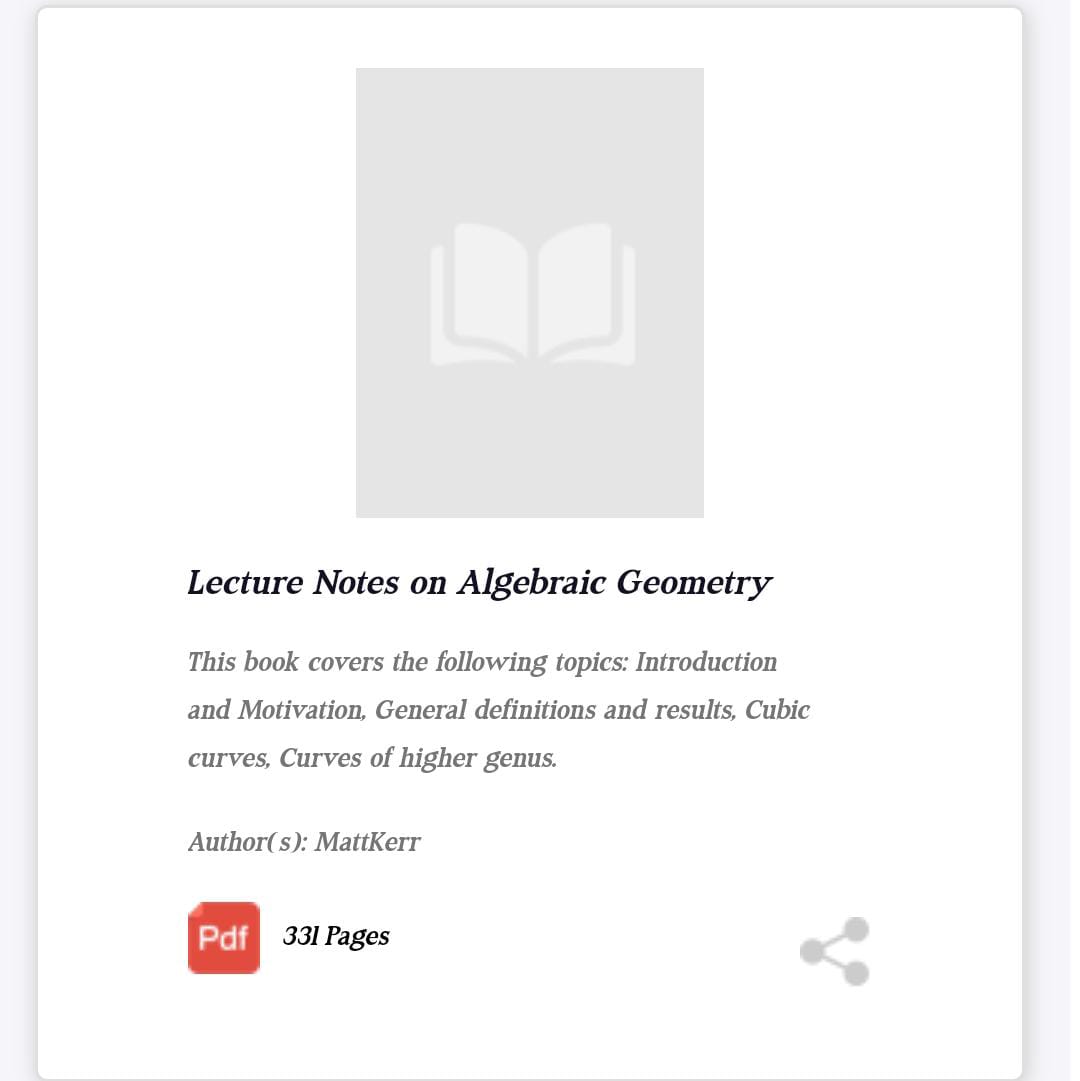 Lecture Notes on Algebraic Geometry
This book covers the following topics: Introduction
and Motivation, General definitions and results, Cubic
curves, Curves of higher genus.
Author(s): MattKerr
Pdf 331 Pages